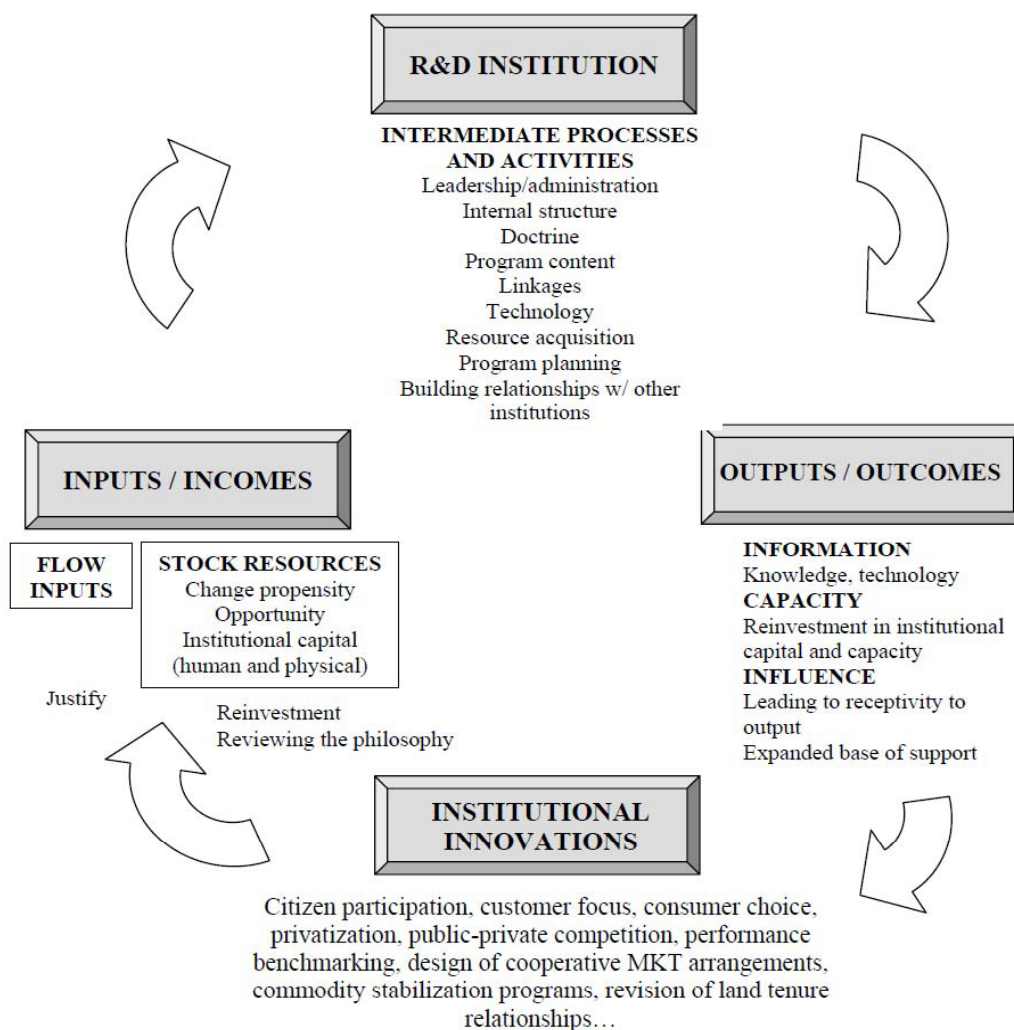 R&D INSTITUTION
INTERMEDIATE PROCESSES
AND ACTIVITIES
Leadership/administration
Internal structure
Doctrine
Program content
Linkages
Technology
Resource acquisition
Program planning
Building relationships w/ other
institutions
INPUTS / INCOMES
FLOW
INPUTS
STOCK RESOURCES
Change propensity
Opportunity
Institutional capital
(human and physical)
Justify
Reinvestment
Reviewing the philosophy
OUTPUTS / OUTCOMES
INFORMATION
Knowledge, technology
CAPACITY
Reinvestment in institutional
capital and capacity
INFLUENCE
Leading to receptivity to
output
Expanded base of support
INSTITUTIONAL
INNOVATIONS
Citizen participation, customer focus, consumer choice,
privatization, public-private competition, performance
benchmarking, design of cooperative MKT arrangements,
commodity stabilization programs, revision of land tenure
relationships…